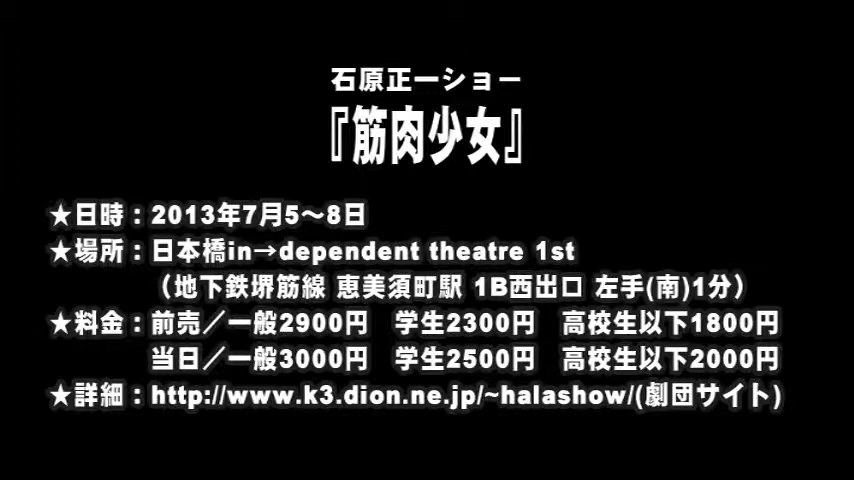 石原正一ショー
『筋肉少女』
★日時：2013年7月5～8日
★場所：日本橋in→dependent theatre 1st
（地下鉄堺筋線 恵美須町駅 1B西出口 左手(南)1分）
★料金：前売／一般2900円　学生2300円　高校生以下1800円
当日／一般3000円　学生2500円　高校生以下2000円
★詳細：http://www.k3.dion.ne.jp/~halashow/(劇団サイト)